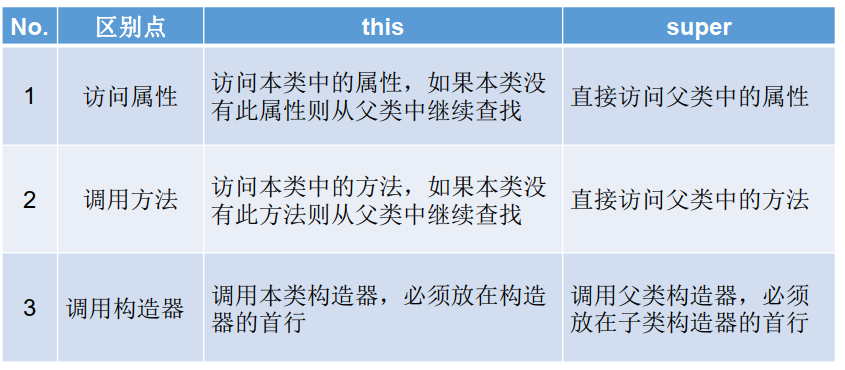 No. 区别点 this super
1 访问属性 访问本类中的属性，如果本类没 直接访问父类中的属性
有此属性则从父类中继续查找
2 调用方法 访问本类中的方法，如果本类没 直接访问父类中的方法
有此方法则从父类中继续查找
3 调用构造器 调用本类构造器，必须放在构造 调用父类构造器，必须
器的首行 放在子类构造器的首行